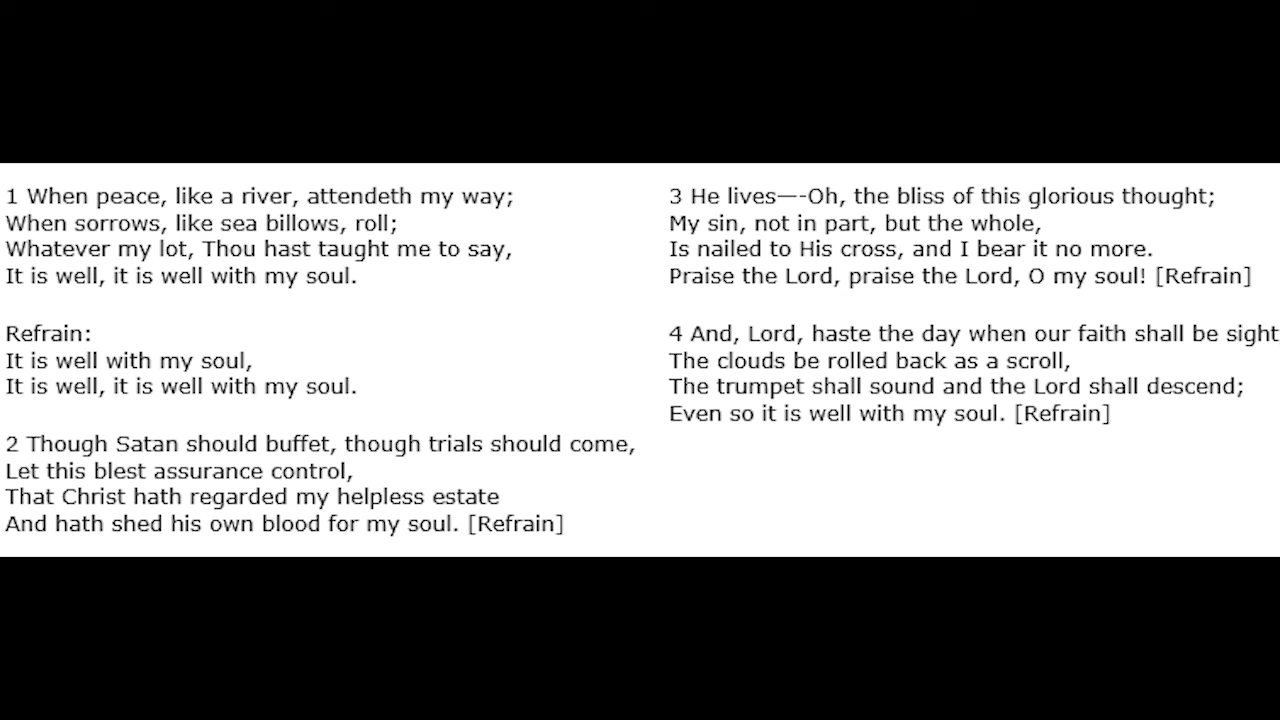 1 When peace, like a river, attendeth my way;
When sorrows, like sea billows, roll;
Whatever my lot, Thou hast taught me to say,
It is well, it is well with my soul.
Refrain:
It is well with my soul,
It is well, it is well with my soul.
2 Though Satan should buffet, though trials should come,
Let this blest assurance control,
That Christ hath regarded my helpless estate
And hath shed his own blood for my soul. [Refrain]
3 He lives—-Oh, the bliss of this glorious thought;
My sin, not in part, but the whole,
Is nailed to His cross, and I bear it no more.
Praise the Lord, praise the Lord, O my soul! [Refrain]
4 And, Lord, haste the day when our faith shall be sight
The clouds be rolled back as a scroll,
The trumpet shall sound and the Lord shall descend;
Even so it is well with my soul. [Refrain]